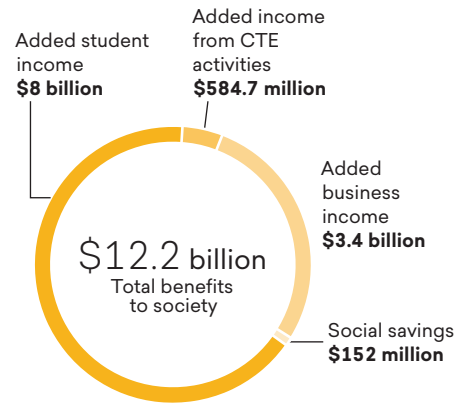 Added student
income
$8 billion
Added income
from CTE
activities
$584.7 million
Added
business
income
$3.4 billion
$12.2 billion
Total benefits
to society
Social savings
$152 million